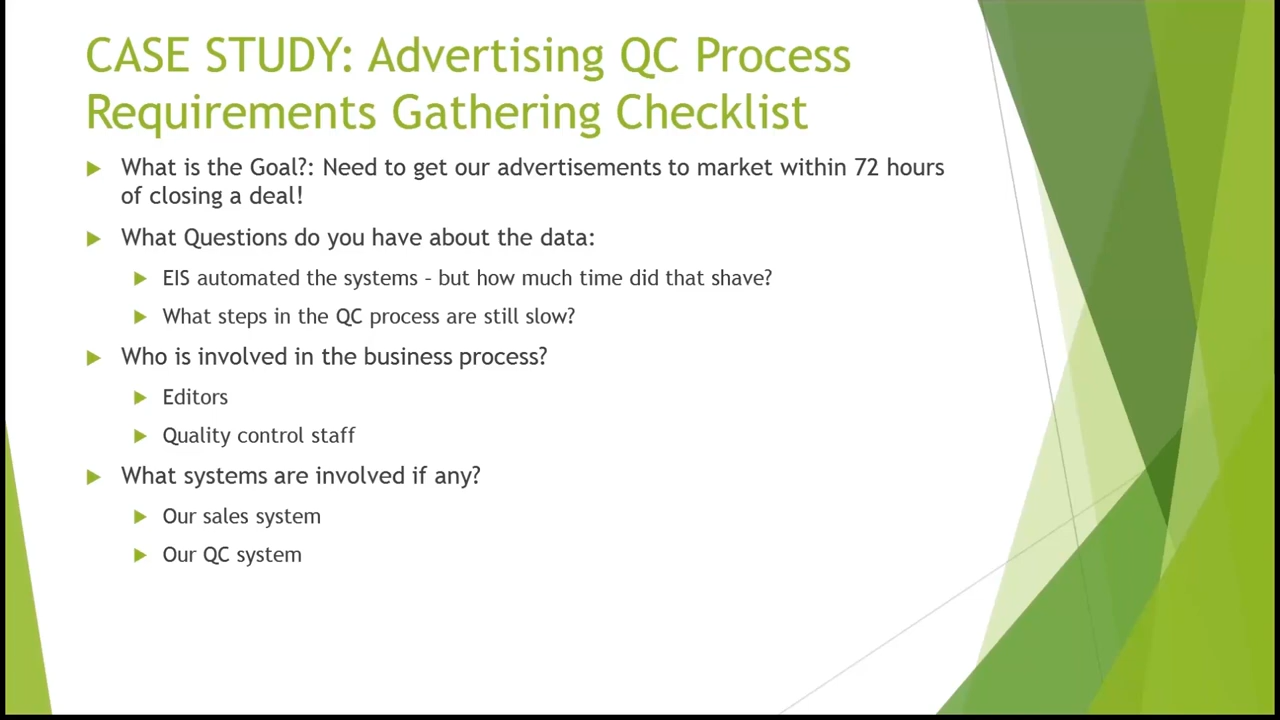 CASE STUDY: Advertising QC Process
Requirements Gathering Checklist
What is the Goal?: Need to get our advertisements to market within 72 hours
of closing a deal!
What Questions do you have about the data:
EIS automated the systems – but how much time did that shave?
What steps in the QC process are still slow?
Who is involved in the business process?
Editors
Quality control staff
What systems are involved if any?
Our sales system
Our QC system